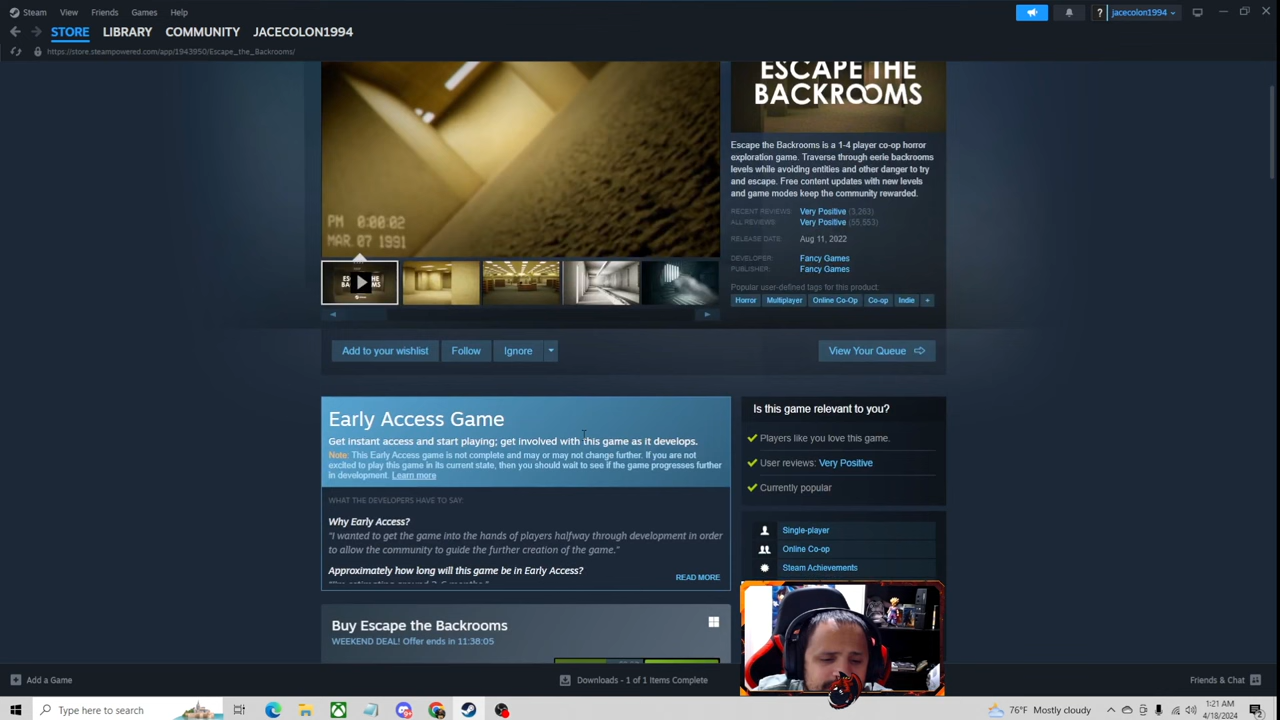 Steam View Friends Games Help
jacecolon1994
STORE LIBRARY COMMUNITY JACECOLON1994
https://store.steampowered.com/app/1943950/Escape_the_Backrooms/
ESCAPE THE
BACKROOMS
PM 0:00:02
MAR. 07 1991
Escape the Backrooms is a 1-4 player co-op horror
exploration game. Traverse through eerie backrooms
levels while avoiding entities and other danger to try
and escape. Free content updates with new levels
and game modes keep the community rewarded.
RECENT REVIEWS: Very Positive (3,263)
ALL REVIEWS: Very Positive (55,553)
RELEASE DATE: Aug 11, 2022
DEVELOPER: Fancy Games
PUBLISHER: Fancy Games
Popular user-defined tags for this product:
Horror Multiplayer Online Co-Op Co-op Indie +
Add to your wishlist Follow Ignore View Your Queue
Early Access Game
Get instant access and start playing; get involved with this game as it develops.
Note: This Early Access game is not complete and may or may not change further. If you are not
excited to play this game in its current state, then you should wait to see if the game progresses further
in development. Learn more
WHAT THE DEVELOPERS HAVE TO SAY:
Why Early Access?
"I wanted to get the game into the hands of players halfway through development in order
to allow the community to guide the further creation of the game."
Approximately how long will this game be in Early Access?
READ MORE
Is this game relevant to you?
Players like you love this game.
User reviews: Very Positive
Currently popular
Single-player
Online Co-op
Steam Achievements
Buy Escape the Backrooms
WEEKEND DEAL! Offer ends in 11:38:05
Add a Game Downloads - 1 of 1 Items Complete Friends & Chat
Type here to search
76°F Mostly cloudy
1:21 AM
4/18/2024